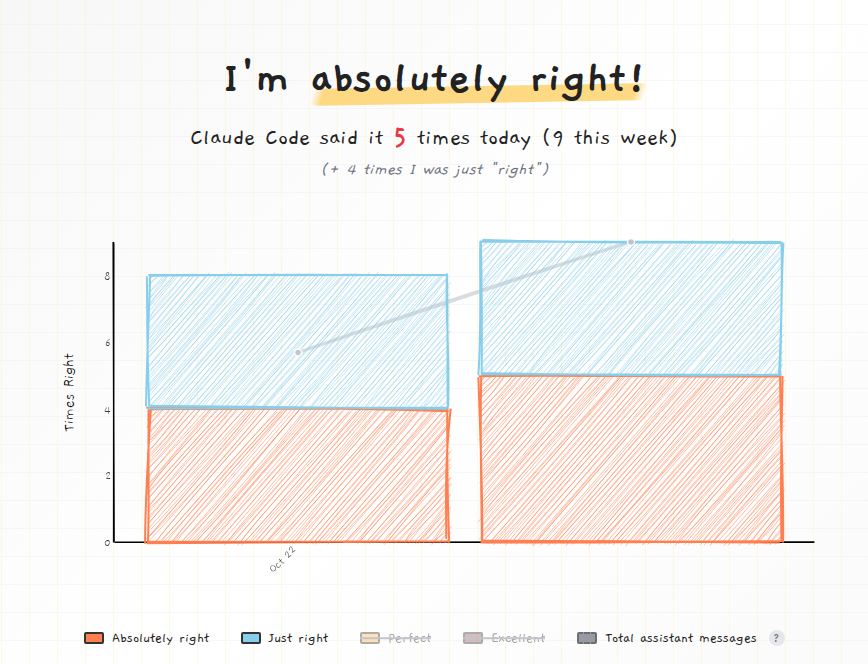 I'm absolutely right!
Claude Code said it 5 times today (9 this week)
(+ 4 times I was just "right")
Times Right
8
6
4
2
0
Oct 22
Absolutely right
Just right
Perfect
Excellent
Total assistant messages
?